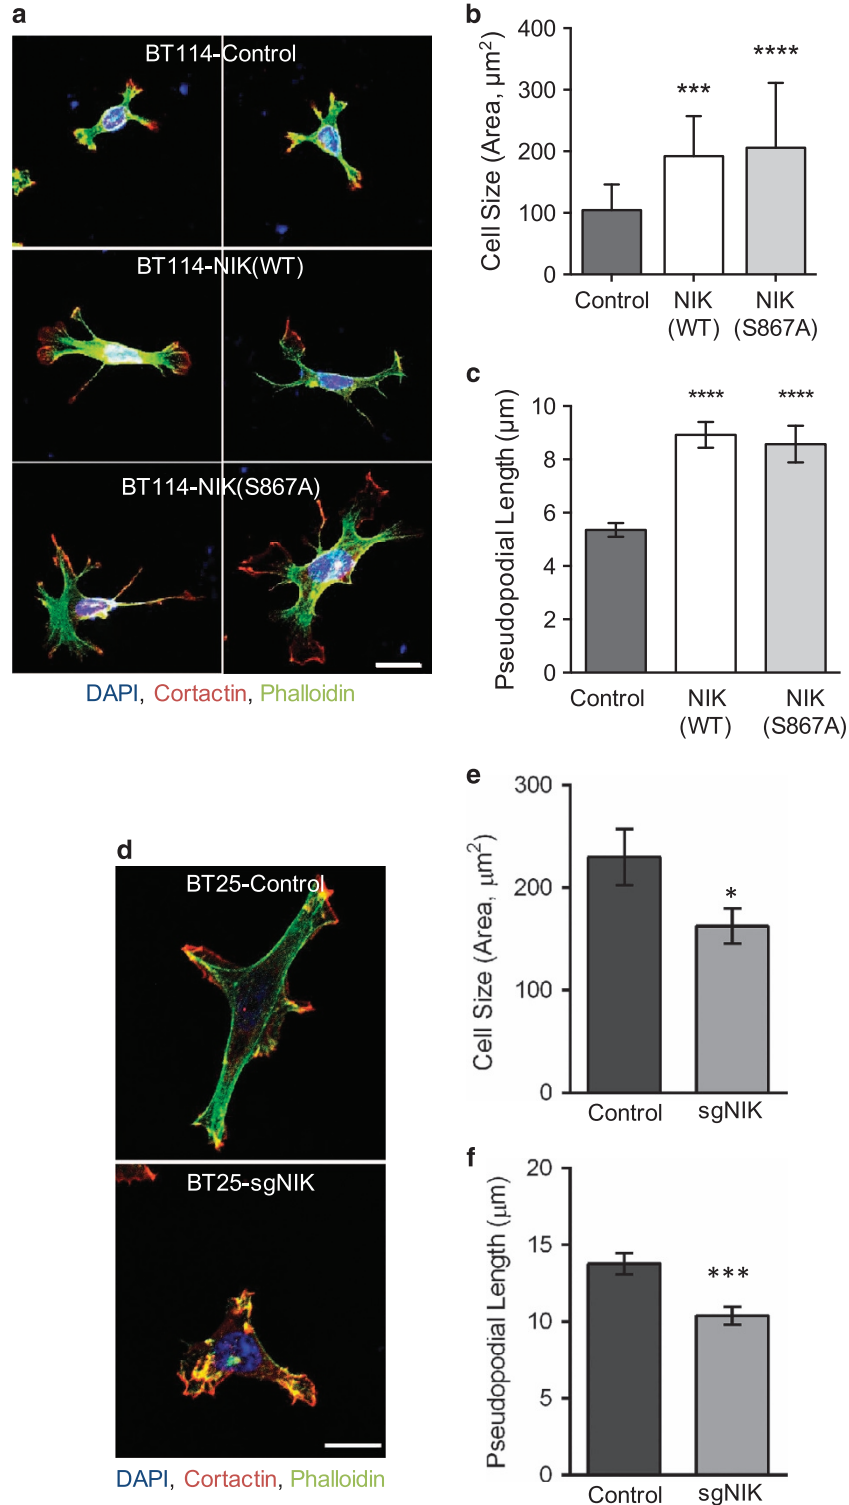 a
BT114-Control
BT114-NIK(WT)
BT114-NIK(S867A)
DAPI, Cortactin, Phalloidin
b
Cell Size (Area, μm²)
400
300
200
100
0
***
****
Control
NIK
(WT)
NIK
(S867A)
c
Pseudopodial Length (μm)
10
8
6
4
2
0
****
****
Control
NIK
(WT)
NIK
(S867A)
d
BT25-Control
BT25-sgNIK
DAPI, Cortactin, Phalloidin
e
Cell Size (Area, μm²)
300
200
100
0
*
Control
sgNIK
f
Pseudopodial Length (μm)
20
15
10
5
0
***
Control
sgNIK